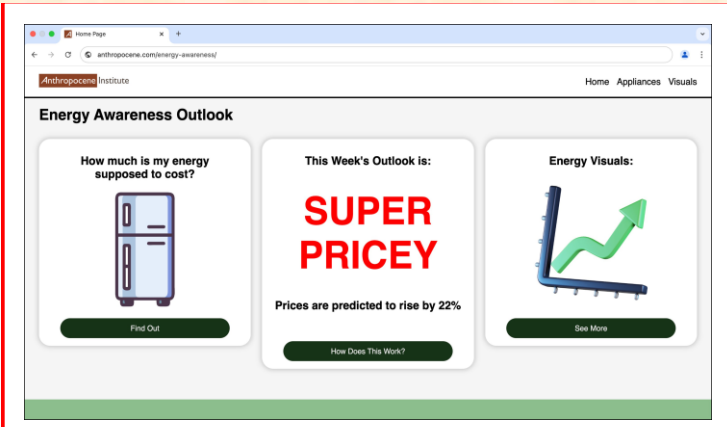 Home Page
anthropocene.com/energy-awareness/
Anthropocene Institute
Home Appliances Visuals
Energy Awareness Outlook
How much is my energy
supposed to cost?
Find Out
This Week's Outlook is:
SUPER
PRICEY
Prices are predicted to rise by 22%
How Does This Work?
Energy Visuals:
See More